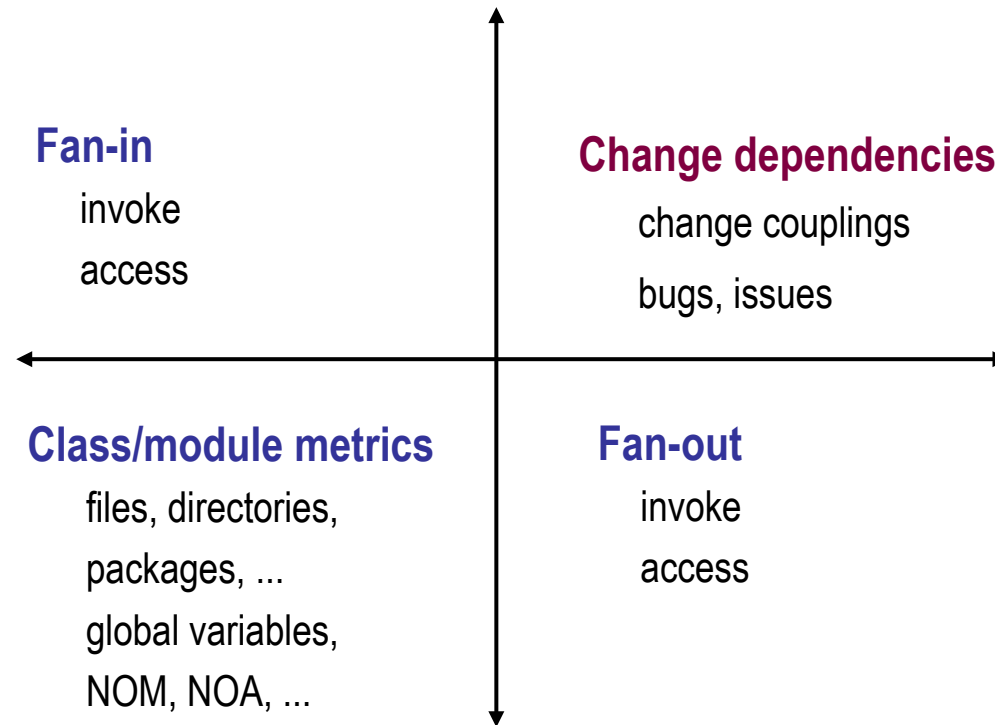 Fan-in
invoke
access
Change dependencies
change couplings
bugs, issues
Class/module metrics
files, directories,
packages, ...
global variables,
NOM, NOA, ...
Fan-out
invoke
access